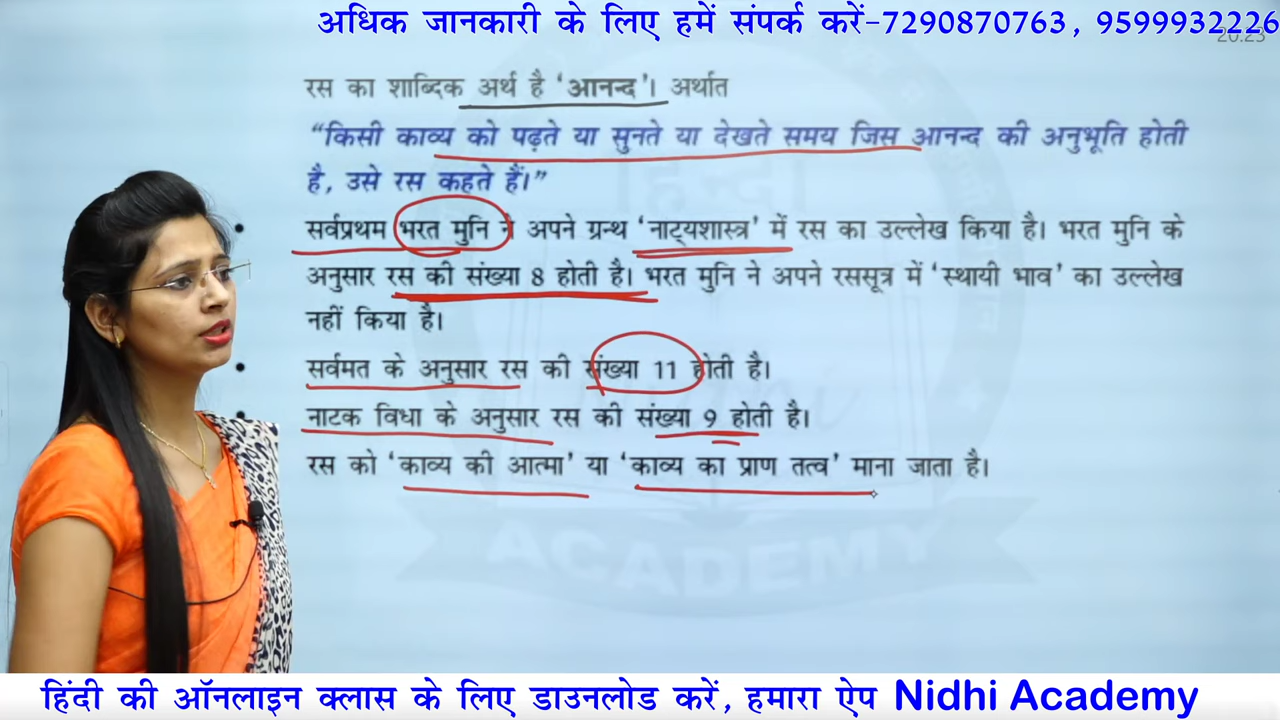 अधिक जानकारी के लिए हमें संपर्क करें-7290870763, 9599932226
20:23
रस का शाब्दिक अर्थ है ‘आनन्द’। अर्थात
“किसी काव्य को पढ़ते या सुनते या देखते समय जिस आनन्द की अनुभूति होती
है, उसे रस कहते हैं।”
• सर्वप्रथम भरत मुनि ने अपने ग्रन्थ ‘नाट्यशास्त्र’ में रस का उल्लेख किया है। भरत मुनि के
अनुसार रस की संख्या 8 होती है। भरत मुनि ने अपने रससूत्र में ‘स्थायी भाव’ का उल्लेख
नहीं किया है।
• सर्वमत के अनुसार रस की संख्या 11 होती है।
• नाटक विधा के अनुसार रस की संख्या 9 होती है।
रस को ‘काव्य की आत्मा’ या ‘काव्य का प्राण तत्व’ माना जाता है।
ACADEMY
हिंदी की ऑनलाइन क्लास के लिए डाउनलोड करें, हमारा ऐप Nidhi Academy